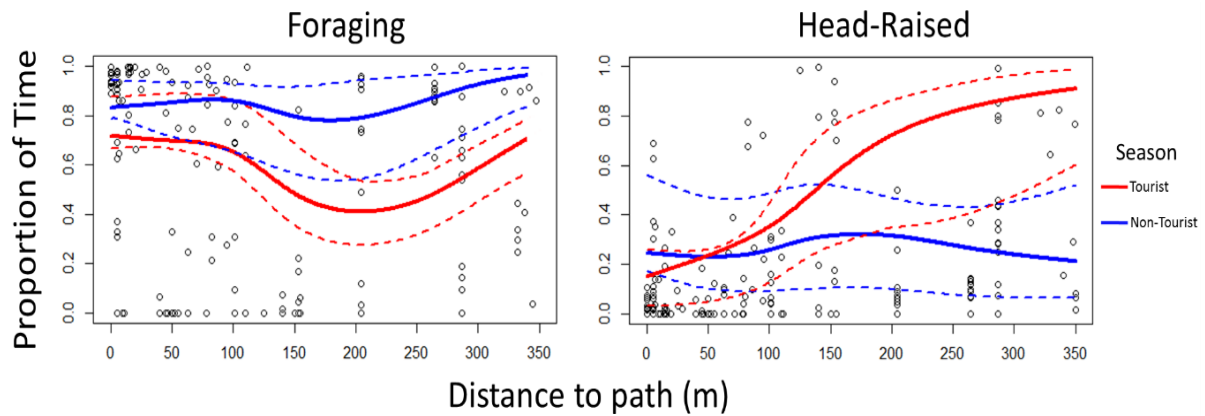 Foraging
Head-Raised
Proportion of Time
1.0
0.8
0.6
0.4
0.2
0.0
0 50 100 150 200 250 300 350
1.0
0.8
0.6
0.4
0.2
0.0
0 50 100 150 200 250 300 350
Distance to path (m)
Season
Tourist
Non-Tourist